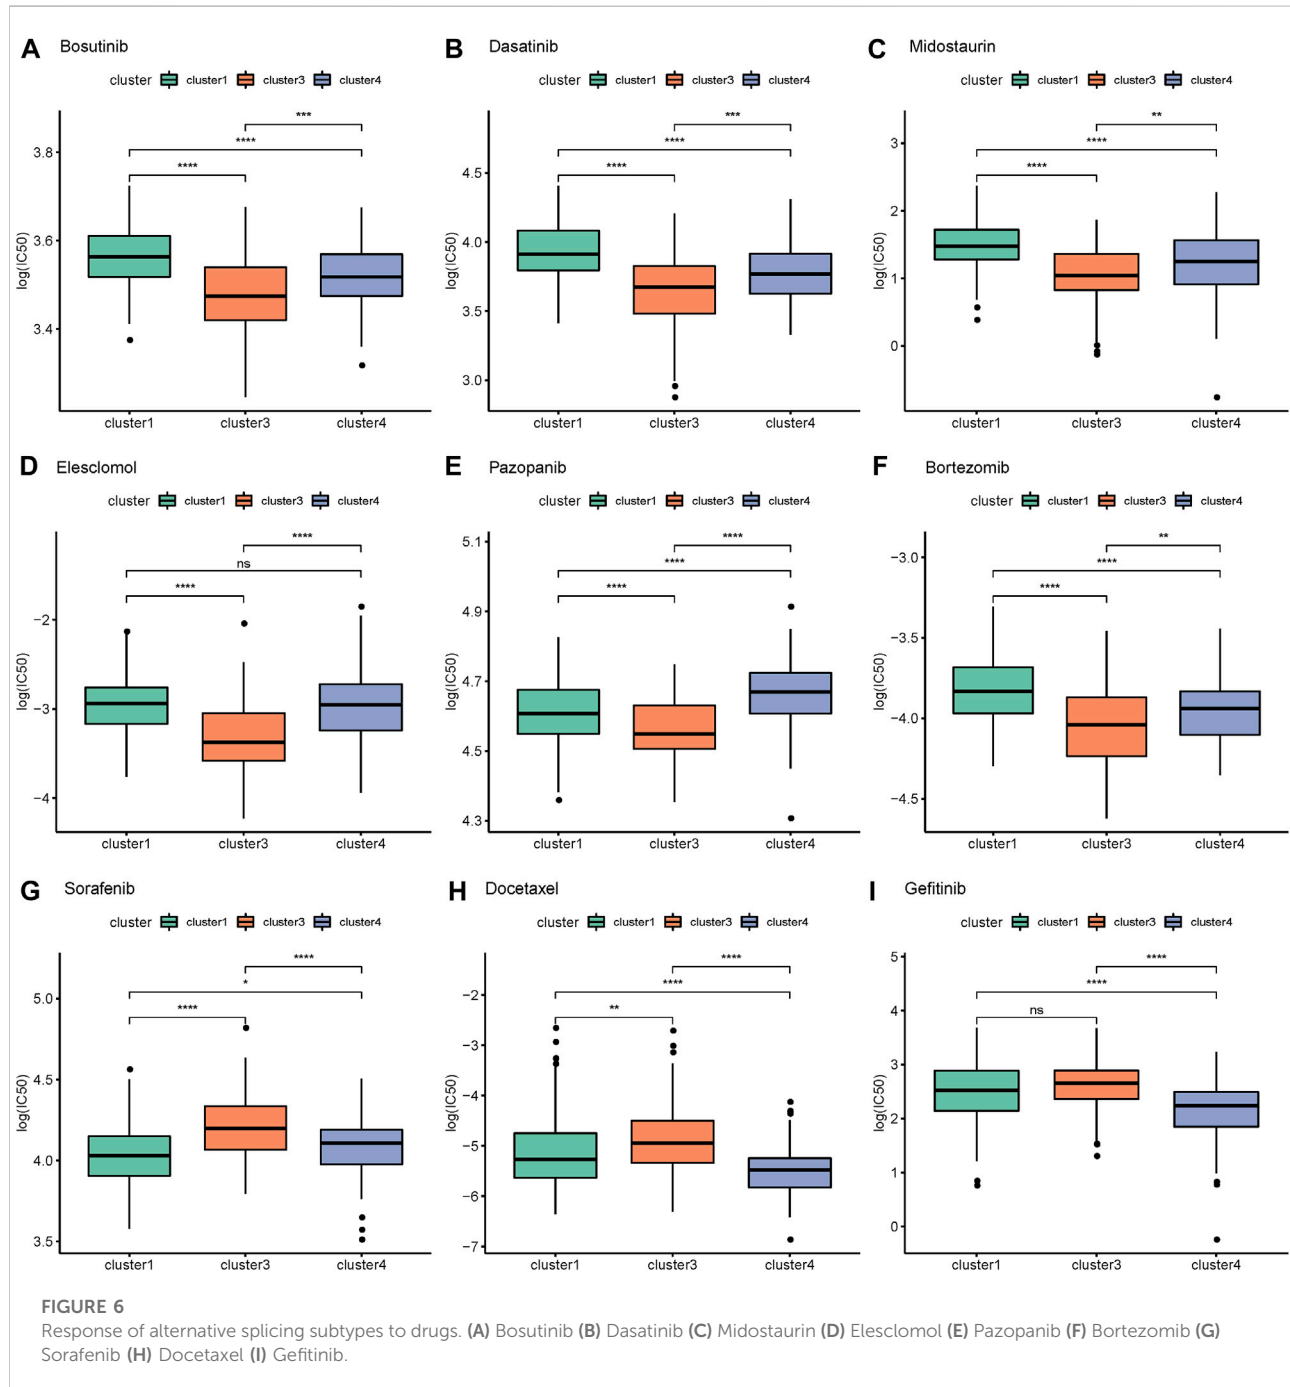 A Bosutinib
cluster cluster1 cluster3 cluster4
***
****
****
3.8
3.6
3.4
log(IC50)
cluster1 cluster3 cluster4
B Dasatinib
cluster cluster1 cluster3 cluster4
***
****
****
4.5
4.0
3.5
3.0
log(IC50)
cluster1 cluster3 cluster4
C Midostaurin
cluster cluster1 cluster3 cluster4
**
****
****
3
2
1
0
log(IC50)
cluster1 cluster3 cluster4
D Elesclomol
cluster cluster1 cluster3 cluster4
****
ns
****
−2
−3
−4
log(IC50)
cluster1 cluster3 cluster4
E Pazopanib
cluster cluster1 cluster3 cluster4
****
****
****
5.1
4.9
4.7
4.5
4.3
log(IC50)
cluster1 cluster3 cluster4
F Bortezomib
cluster cluster1 cluster3 cluster4
**
****
****
−3.0
−3.5
−4.0
−4.5
log(IC50)
cluster1 cluster3 cluster4
G Sorafenib
cluster cluster1 cluster3 cluster4
****
*
****
5.0
4.5
4.0
3.5
log(IC50)
cluster1 cluster3 cluster4
H Docetaxel
cluster cluster1 cluster3 cluster4
****
****
**
−2
−3
−4
−5
−6
−7
log(IC50)
cluster1 cluster3 cluster4
I Gefitinib
cluster cluster1 cluster3 cluster4
****
****
ns
5
4
3
2
1
0
log(IC50)
cluster1 cluster3 cluster4
FIGURE 6
Response of alternative splicing subtypes to drugs. (A) Bosutinib (B) Dasatinib (C) Midostaurin (D) Elesclomol (E) Pazopanib (F) Bortezomib (G)
Sorafenib (H) Docetaxel (I) Gefitinib.